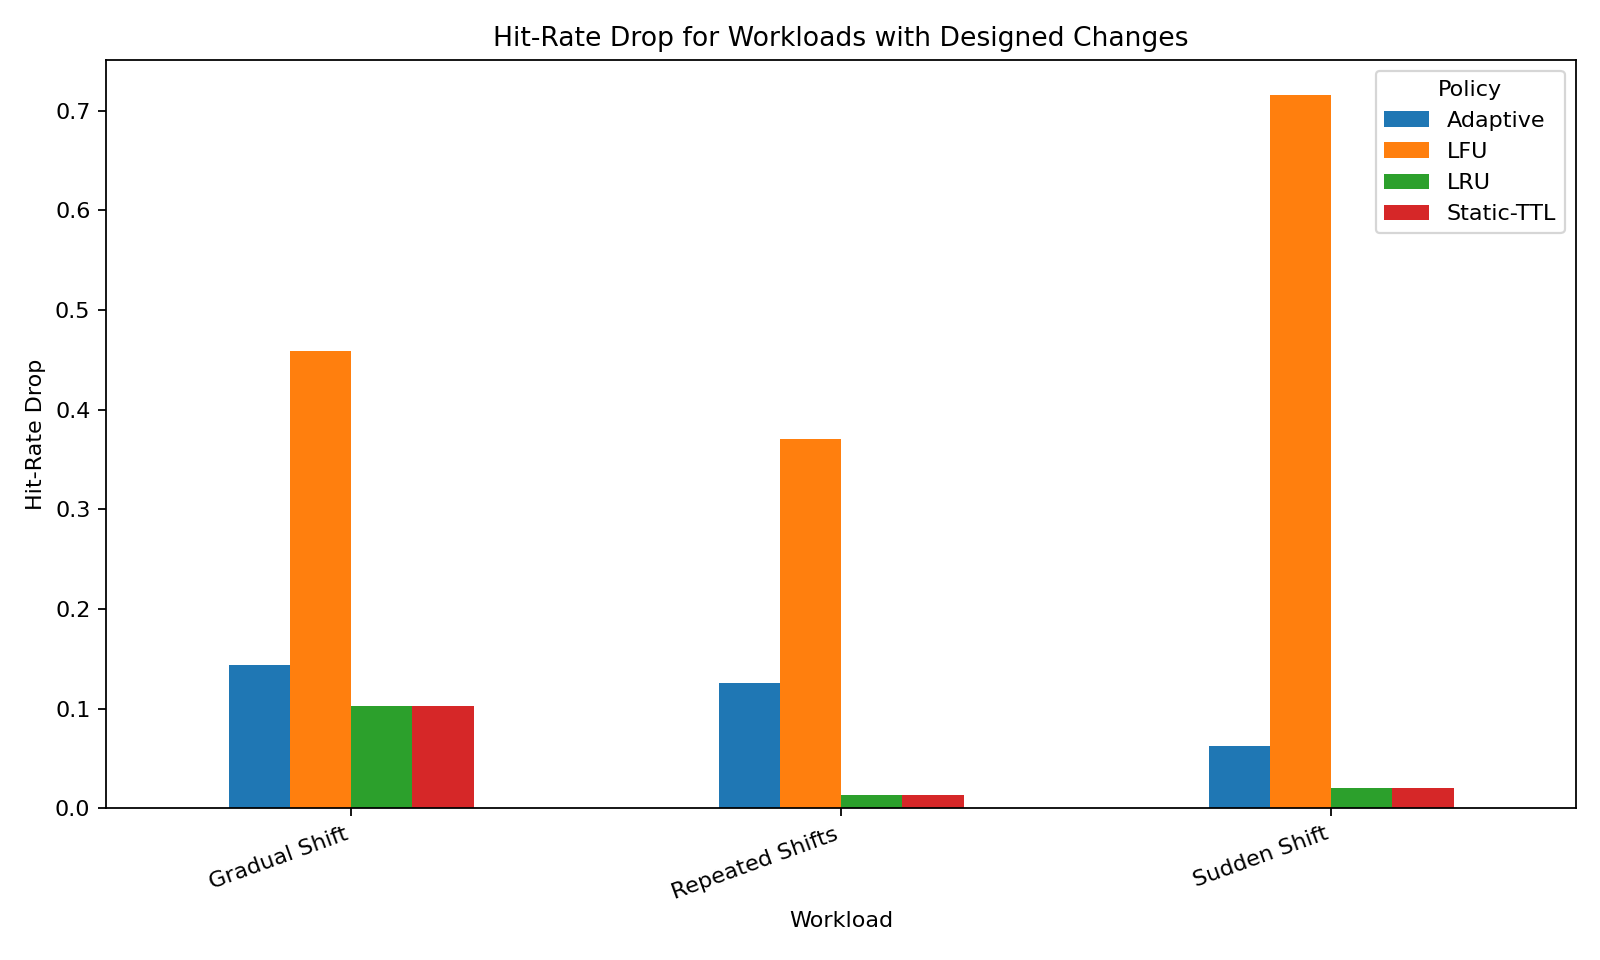 Hit-Rate Drop for Workloads with Designed Changes
Policy
Adaptive
LFU
LRU
Static-TTL
Hit-Rate Drop
0.7
0.6
0.5
0.4
0.3
0.2
0.1
0.0
Gradual Shift
Repeated Shifts
Sudden Shift
Workload